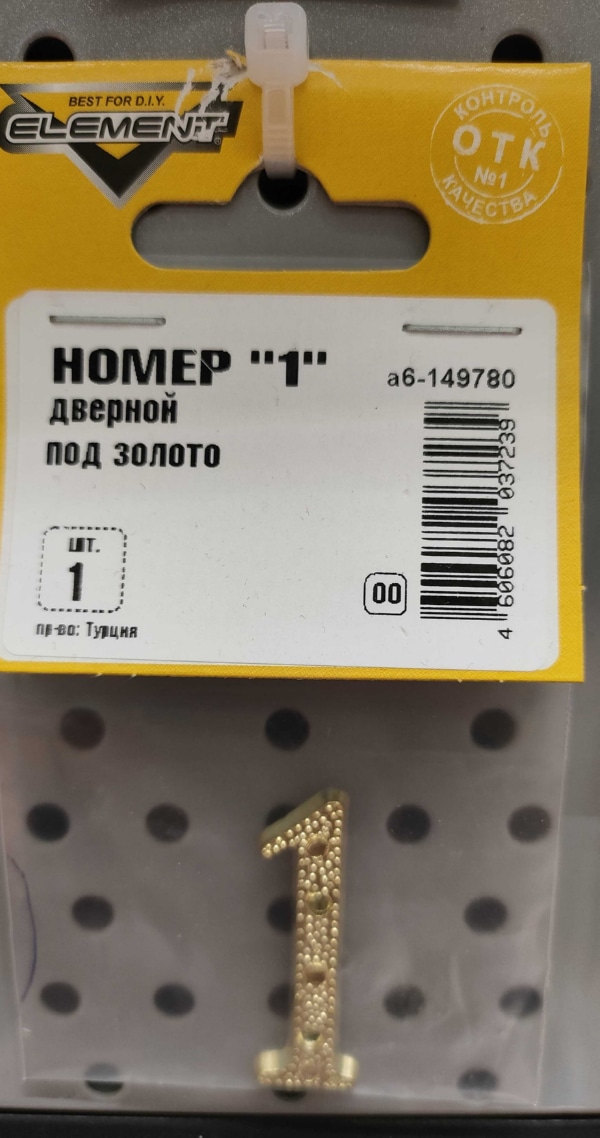 BEST FOR D.I.Y.
ELEMENT®
КОНТРОЛЬ
ОТК
№1
КАЧЕСТВА
НОМЕР "1"
дверной
под золото
а6-149780
шт.
1
пр-во: Турция
00
4 606082 037239
1